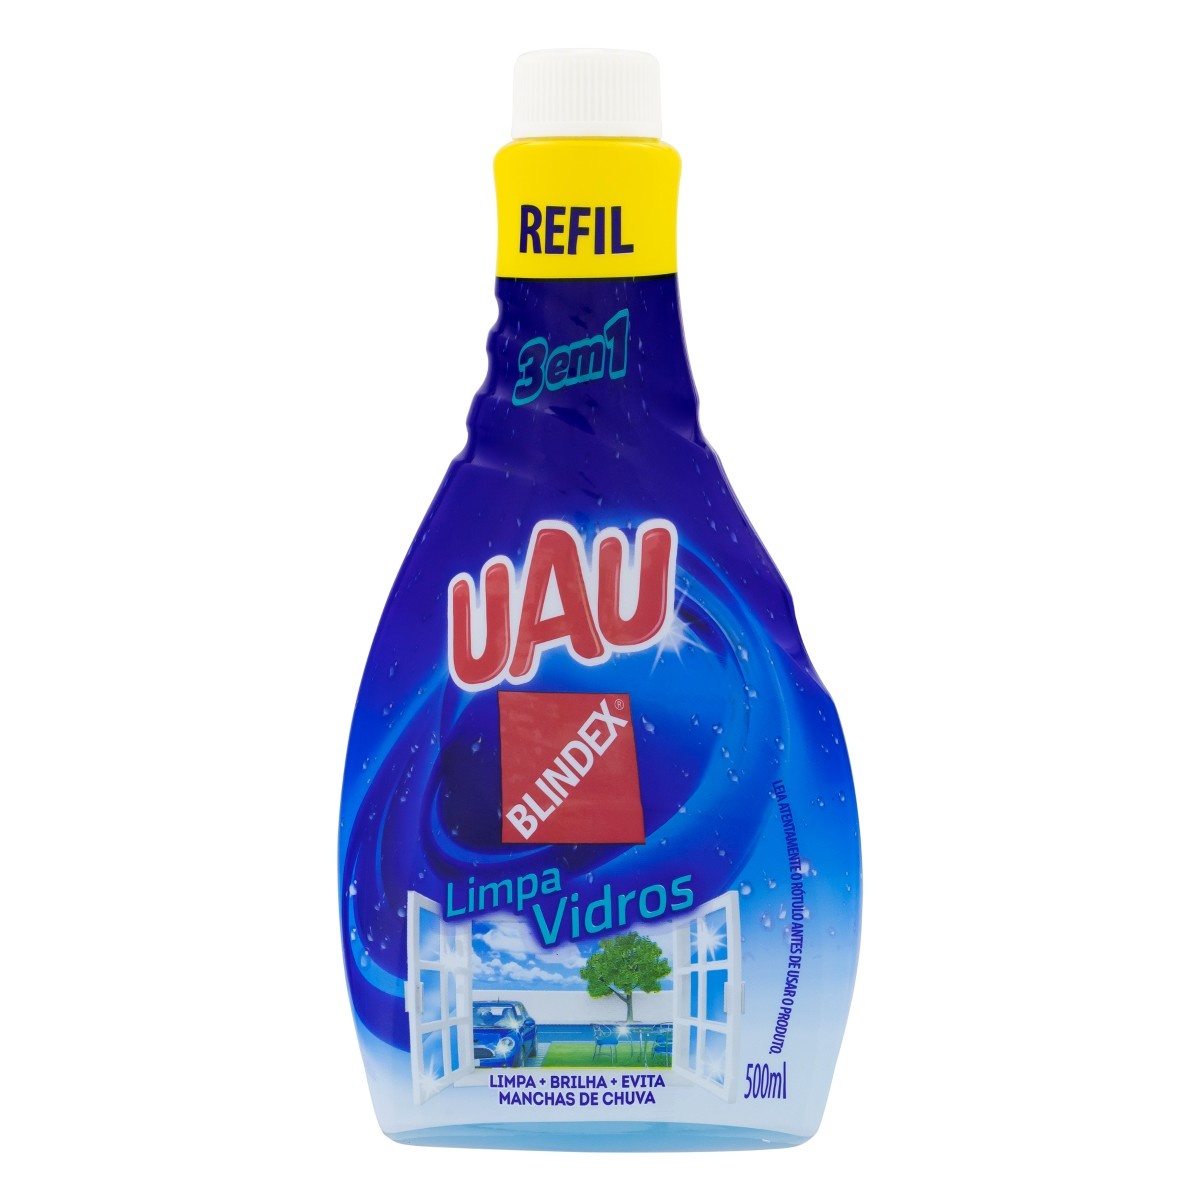 REFIL
3em1
UAU
BLINDEX®
Limpa
Vidros
LEIA ATENTAMENTE O RÓTULO ANTES DE USAR O PRODUTO.
LIMPA + BRILHA + EVITA
MANCHAS DE CHUVA
500ml